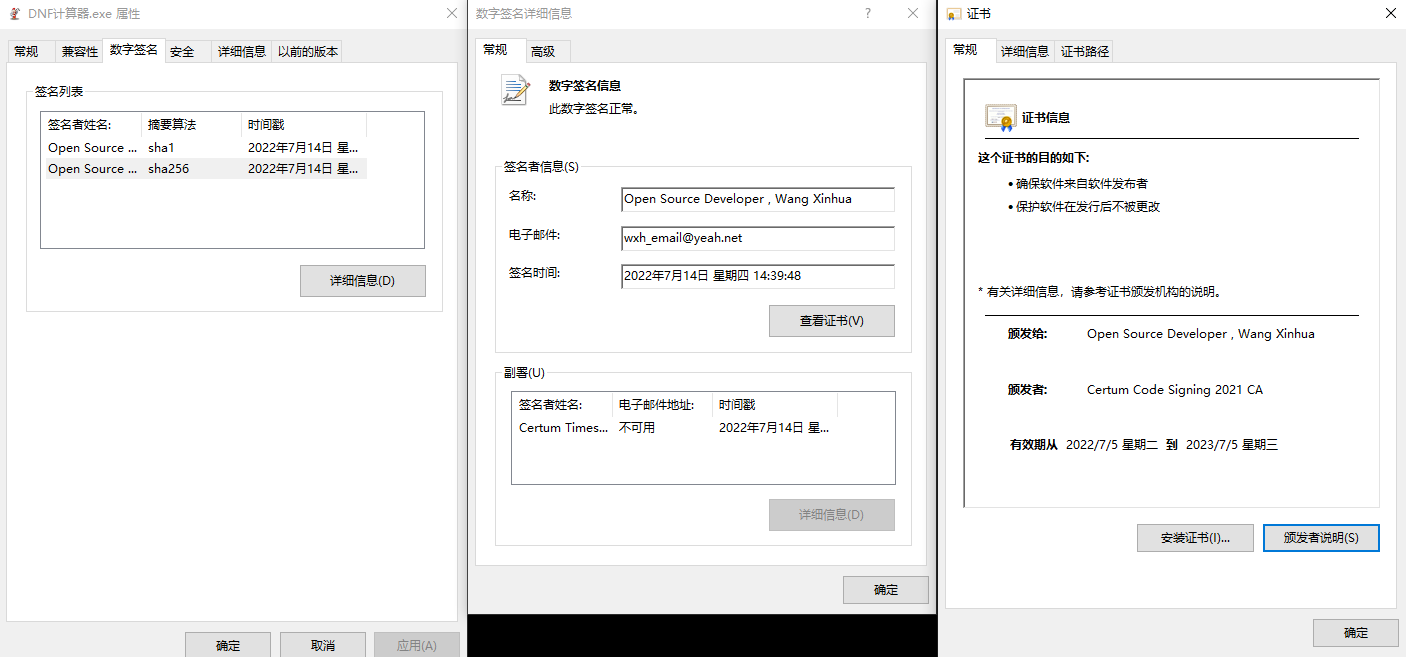 DNF计算器.exe 属性
常规 兼容性 数字签名 安全 详细信息 以前的版本
签名列表
签名者姓名: 摘要算法 时间戳
Open Source ... sha1 2022年7月14日 星...
Open Source ... sha256 2022年7月14日 星...
详细信息(D)
确定 取消 应用(A)
数字签名详细信息 ?
常规 高级
数字签名信息
此数字签名正常。
签名者信息(S)
名称: Open Source Developer , Wang Xinhua
电子邮件: wxh_email@yeah.net
签名时间: 2022年7月14日 星期四 14:39:48
查看证书(V)
副署(U)
签名者姓名: 电子邮件地址: 时间戳
Certum Times... 不可用 2022年7月14日 星...
详细信息(D)
确定
证书
常规 详细信息 证书路径
证书信息
这个证书的目的如下:
• 确保软件来自软件发布者
• 保护软件在发行后不被更改
* 有关详细信息，请参考证书颁发机构的说明。
颁发给: Open Source Developer , Wang Xinhua
颁发者: Certum Code Signing 2021 CA
有效期从 2022/7/5 星期二 到 2023/7/5 星期三
安装证书(I)... 颁发者说明(S)
确定